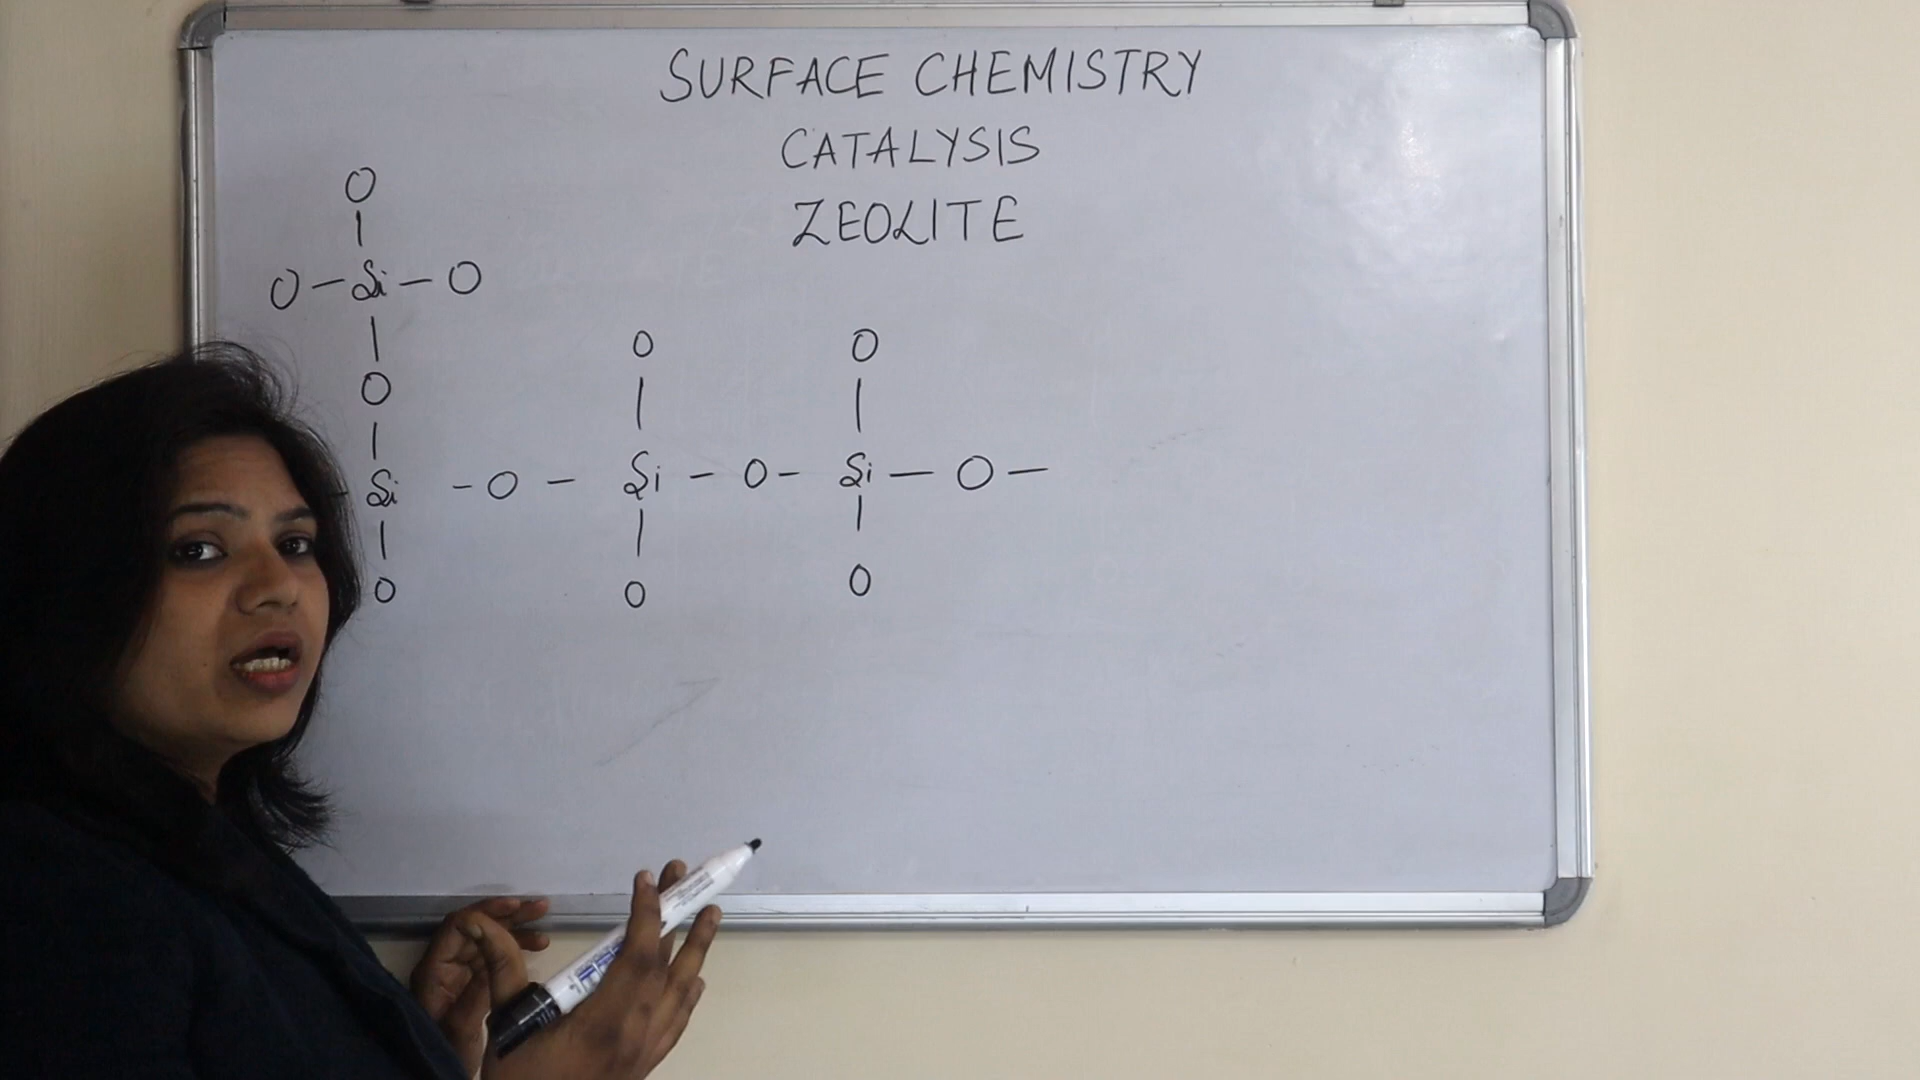 SURFACE CHEMISTRY
CATALYSIS
ZEOLITE
O
|
O – Si – O
|
O O O
| | |
– Si – O – Si – O – Si – O –
| | |
O O O